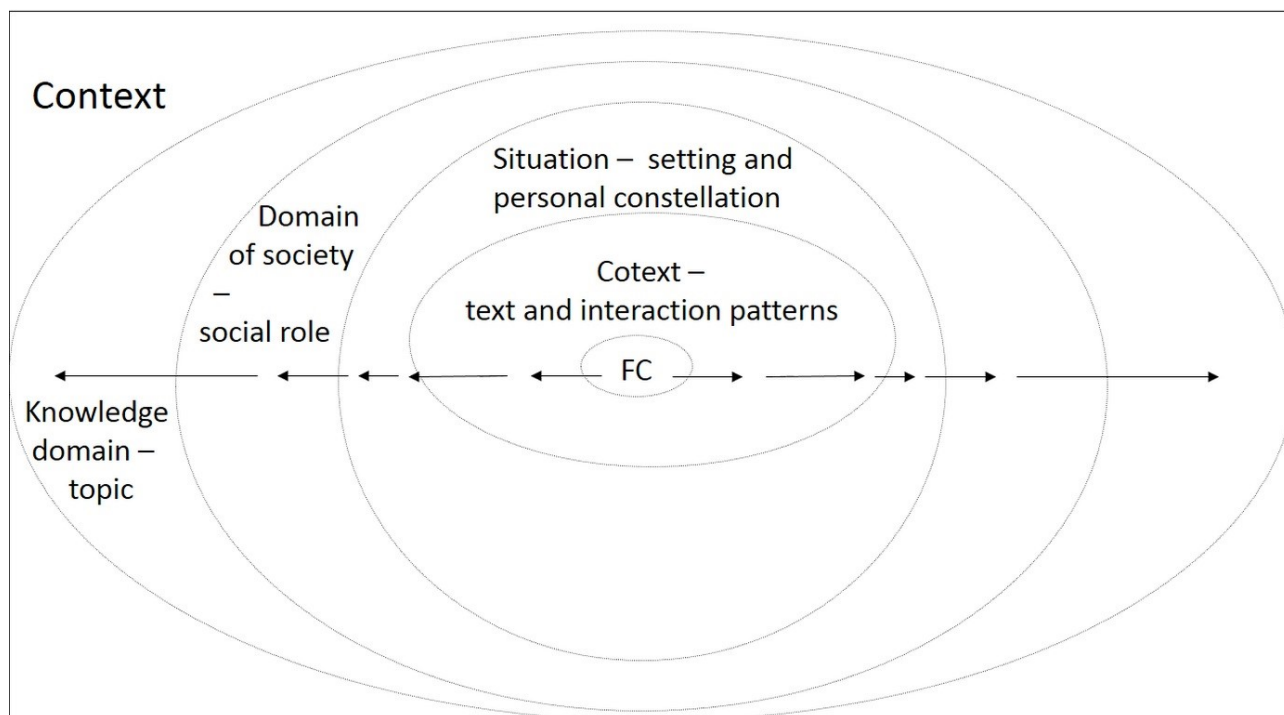 Context
Situation – setting and
personal constellation
Domain
of society
–
social role
Cotext –
text and interaction patterns
FC
Knowledge
domain –
topic